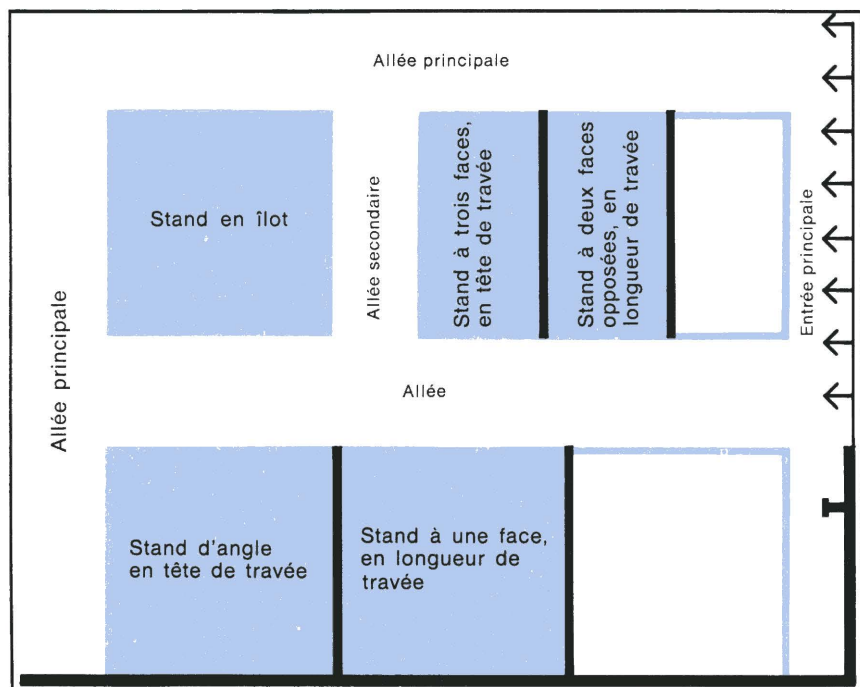 Allée principale
Stand en îlot
Allée secondaire
Stand à trois faces,
en tête de travée
Stand à deux faces
opposées, en
longueur de travée
Entrée principale
Allée principale
Allée
Stand d'angle
en tête de travée
Stand à une face,
en longueur de
travée